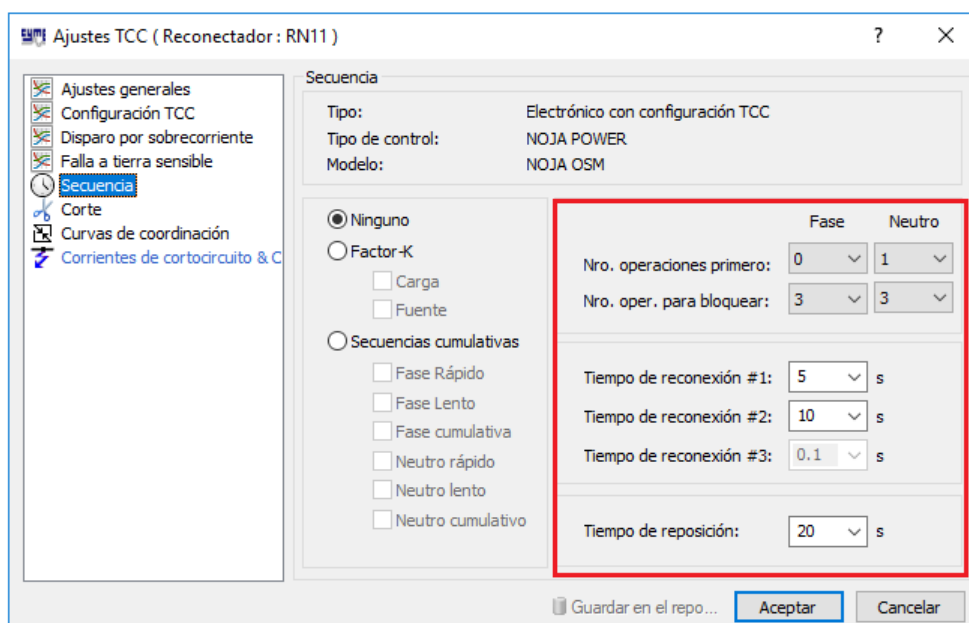 Ajustes TCC ( Reconectador : RN11 )
?
Ajustes generales
Configuración TCC
Disparo por sobrecorriente
Falla a tierra sensible
Secuencia
Corte
Curvas de coordinación
Corrientes de cortocircuito & C
Secuencia
Tipo: Electrónico con configuración TCC
Tipo de control: NOJA POWER
Modelo: NOJA OSM
Ninguno
Factor-K
Carga
Fuente
Secuencias cumulativas
Fase Rápido
Fase Lento
Fase cumulativa
Neutro rápido
Neutro lento
Neutro cumulativo
Fase Neutro
Nro. operaciones primero: 0 1
Nro. oper. para bloquear: 3 3
Tiempo de reconexión #1: 5 s
Tiempo de reconexión #2: 10 s
Tiempo de reconexión #3: 0.1 s
Tiempo de reposición: 20 s
Guardar en el repo... Aceptar Cancelar